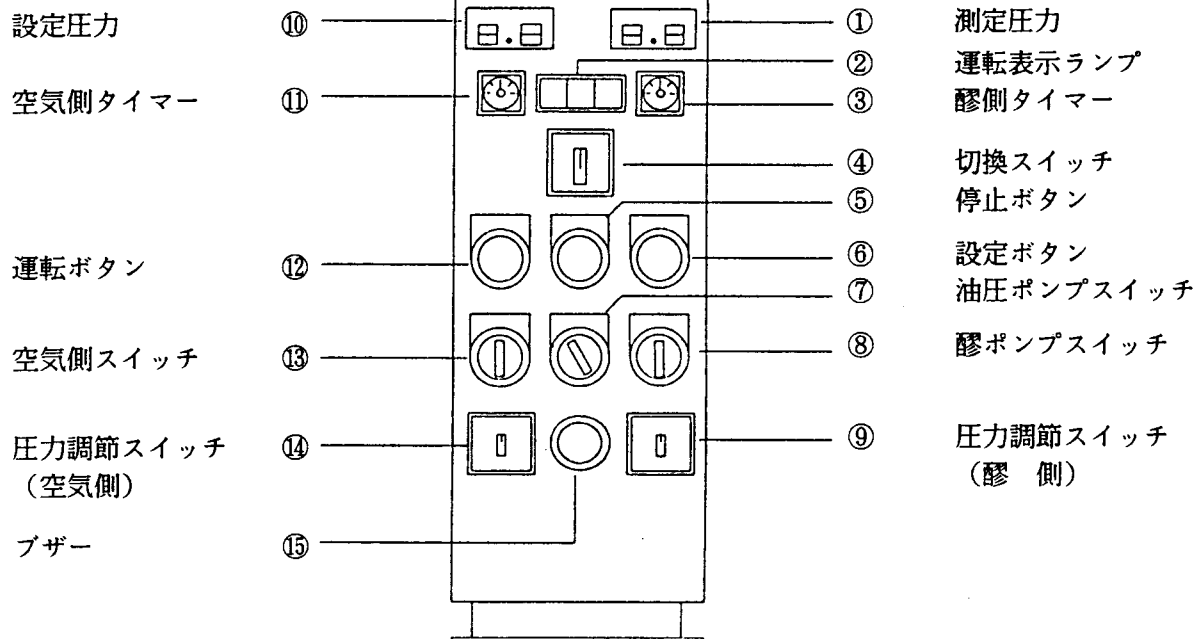 設定圧力 ⑩ ① 測定圧力
② 運転表示ランプ
空気側タイマー ⑪ ③ 醪側タイマー
④ 切換スイッチ
⑤ 停止ボタン
運転ボタン ⑫ ⑥ 設定ボタン
⑦ 油圧ポンプスイッチ
空気側スイッチ ⑬ ⑧ 醪ポンプスイッチ
圧力調節スイッチ ⑭ ⑨ 圧力調節スイッチ
（空気側） （醪　側）
ブザー ⑮